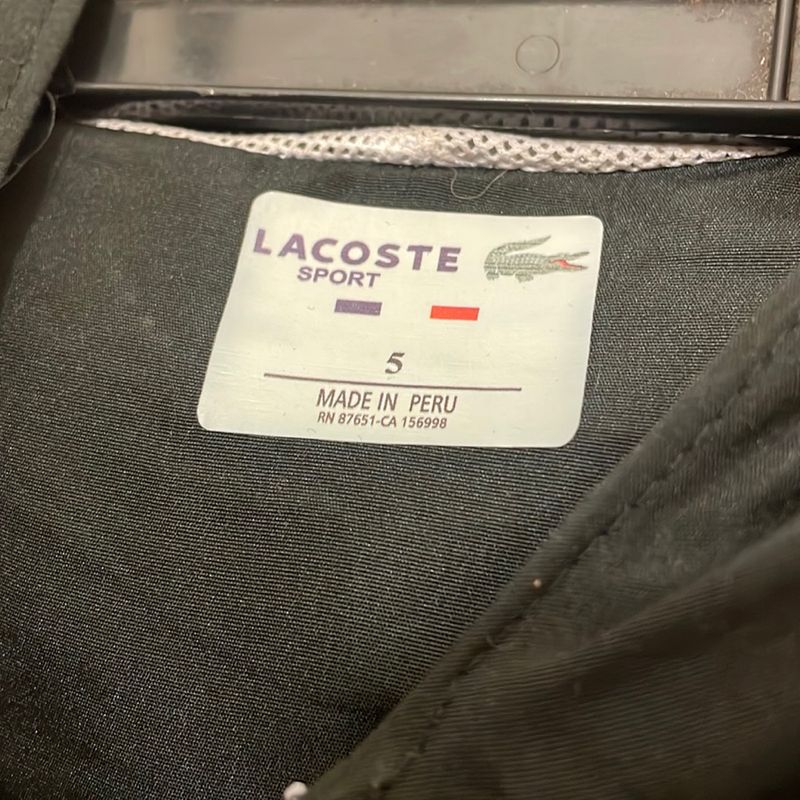 LACOSTE
SPORT
5
MADE IN PERU
RN 87651-CA 156998